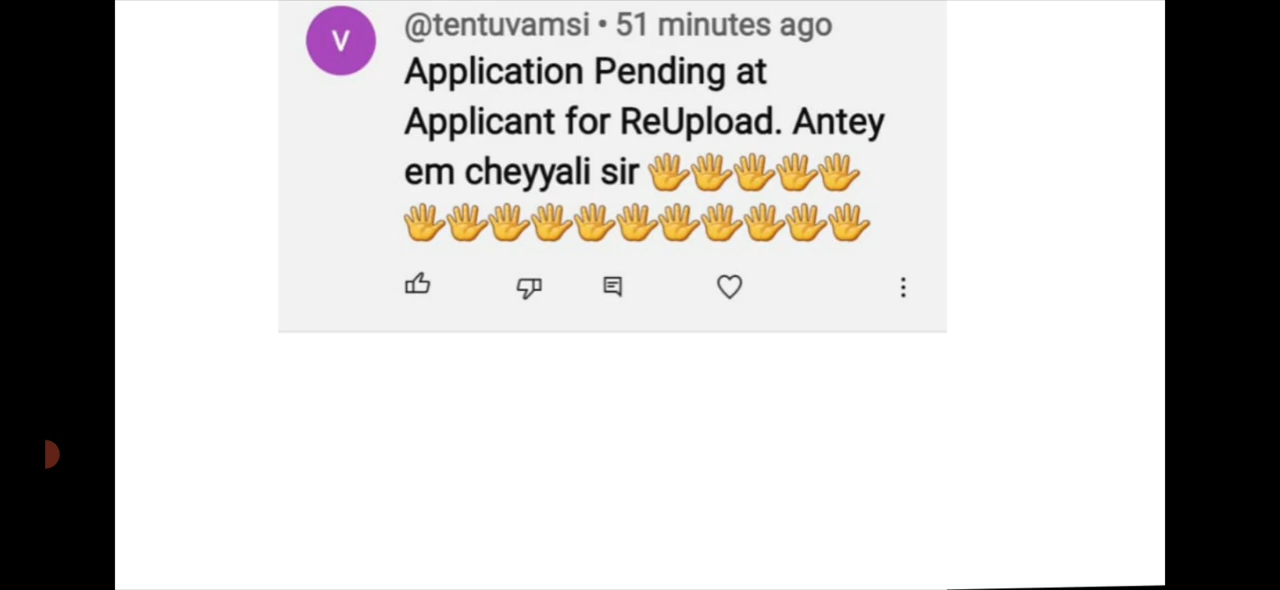 V
@tentuvamsi • 51 minutes ago
Application Pending at
Applicant for ReUpload. Antey
em cheyyali sir 🖐🖐🖐🖐🖐
🖐🖐🖐🖐🖐🖐🖐🖐🖐🖐🖐